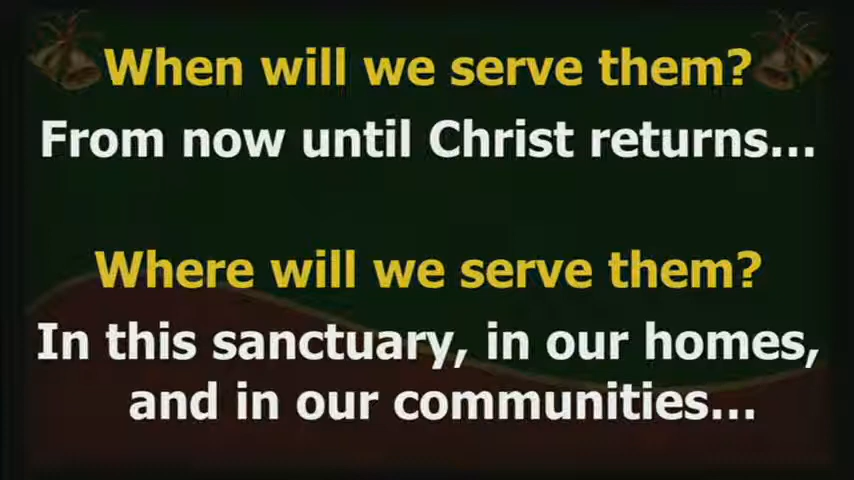 When will we serve them?
From now until Christ returns...
Where will we serve them?
In this sanctuary, in our homes,
and in our communities...